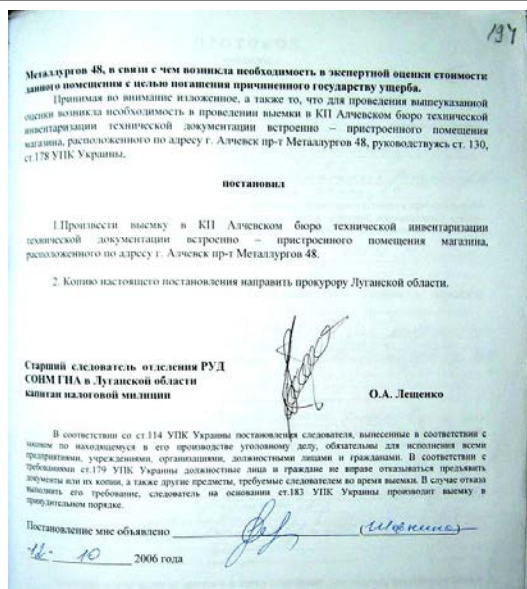 197
Металлургов 48, в связи с чем возникла необходимость в экспертной оценки стоимости
данного помещения с целью погашения причиненного государству ущерба.
Принимая во внимание изложенное, а также то, что для проведения вышеуказанной
оценки возникла необходимость в проведении выемки в КП Алчевском бюро технической
инвентаризации технической документации встроенно – пристроенного помещения
магазина, расположенного по адресу г. Алчевск пр-т Металлургов 48, руководствуясь ст. 130,
ст.178 УПК Украины,
постановил
1.Произвести выемку в КП Алчевском бюро технической инвентаризации
технической документации встроенно – пристроенного помещения магазина,
расположенного по адресу г. Алчевск пр-т Металлургов 48.
2. Копию настоящего постановления направить прокурору Луганской области.
Старший следователь отделения РУД
СОНМ ГНА в Луганской области
капитан налоговой милиции О.А. Лещенко
В соответствии со ст.114 УПК Украины постановления следователя, вынесенные в соответствии с
законом по находящемуся в его производстве уголовному делу, обязательны для исполнения всеми
предприятиями, учреждениями, организациями, должностными лицами и гражданами. В соответствии с
требованиями ст.179 УПК Украины должностные лица и граждане не вправе отказываться предъявить
документы или их копии, а также другие предметы, требуемые следователем во время выемки. В случае отказа
выполнить его требование, следователь на основании ст.183 УПК Украины производит выемку в
принудительном порядке.
Постановление мне объявлено
10 2006 года